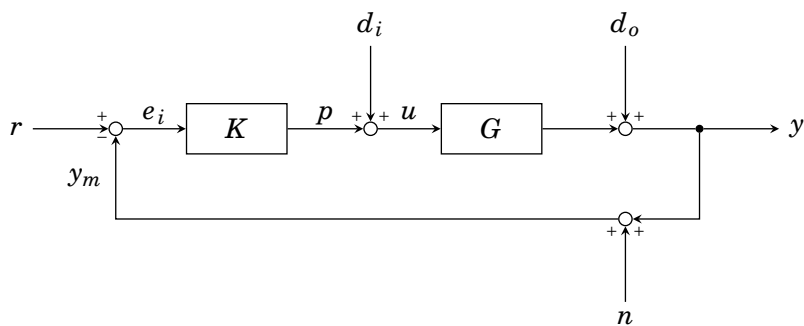 d_i
d_o
r + − e_i K p + + u G + + y
y_m
+ +
n